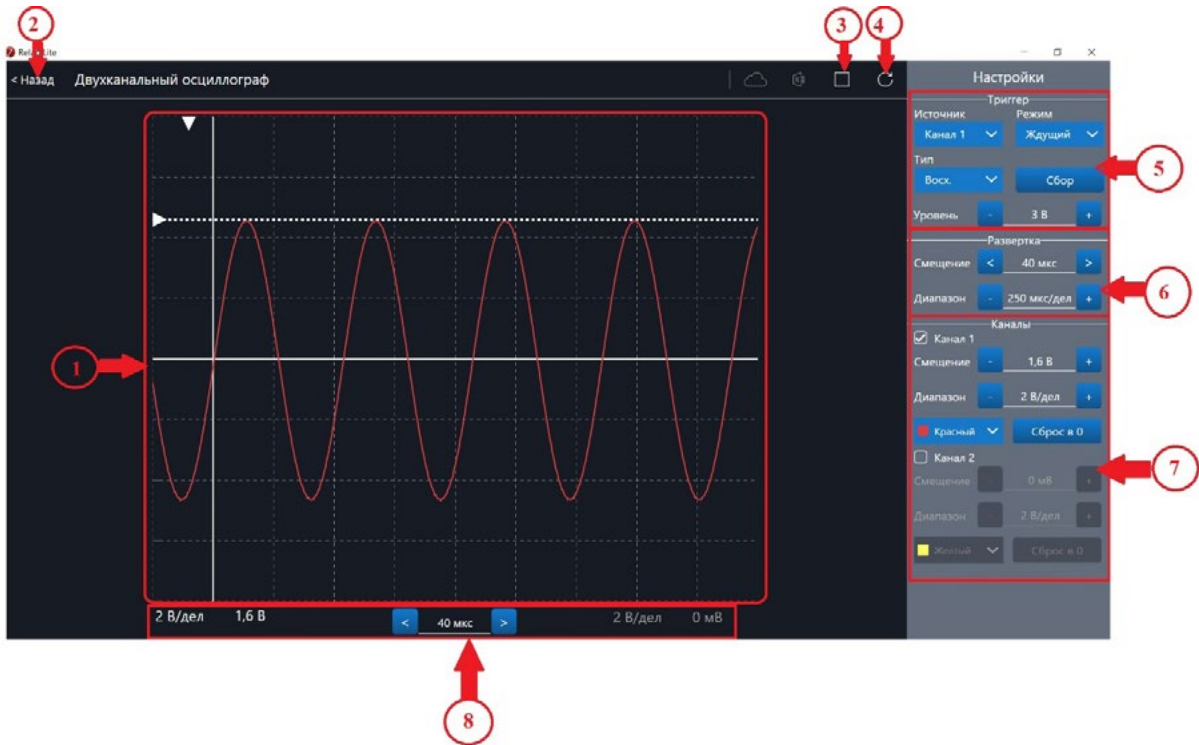 2
3
4
Relab Lite
< Назад
Двухканальный осциллограф
Настройки
Триггер
Источник
Режим
Канал 1
Ждущий
Тип
Восх.
Сбор
5
Уровень
-
3 В
+
Развертка
Смещение
<
40 мкс
>
Диапазон
-
250 мкс/дел
+
6
Каналы
Канал 1
1
Смещение
-
1,6 В
+
Диапазон
-
2 В/дел
+
Красный
Сброс в 0
Канал 2
7
Смещение
-
0 мВ
+
Диапазон
-
2 В/дел
+
Желтый
Сброс в 0
2 В/дел
1,6 В
<
40 мкс
>
2 В/дел
0 мВ
8